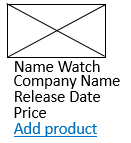 Name Watch
Company Name
Release Date
Price
Add product